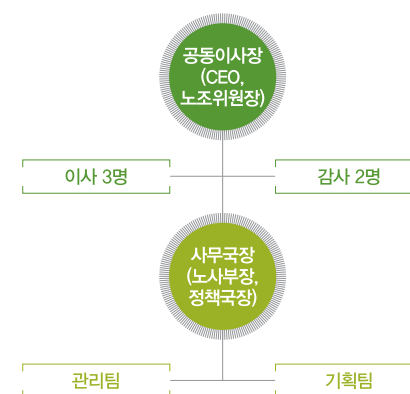 공동이사장
(CEO,
노조위원장)
이사 3명
감사 2명
사무국장
(노사부장,
정책국장)
관리팀
기획팀